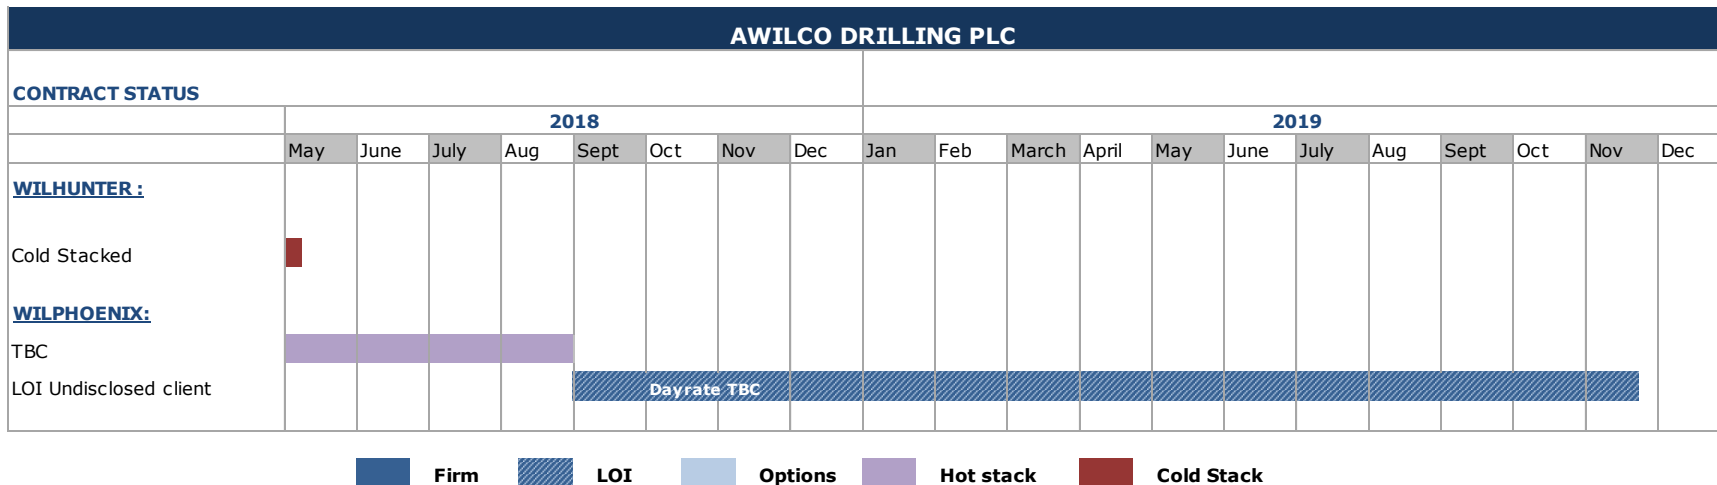 AWILCO DRILLING PLC
CONTRACT STATUS
2018 2019
May June July Aug Sept Oct Nov Dec Jan Feb March April May June July Aug Sept Oct Nov Dec
WILHUNTER :
Cold Stacked
WILPHOENIX:
TBC
LOI Undisclosed client Dayrate TBC
Firm LOI Options Hot stack Cold Stack